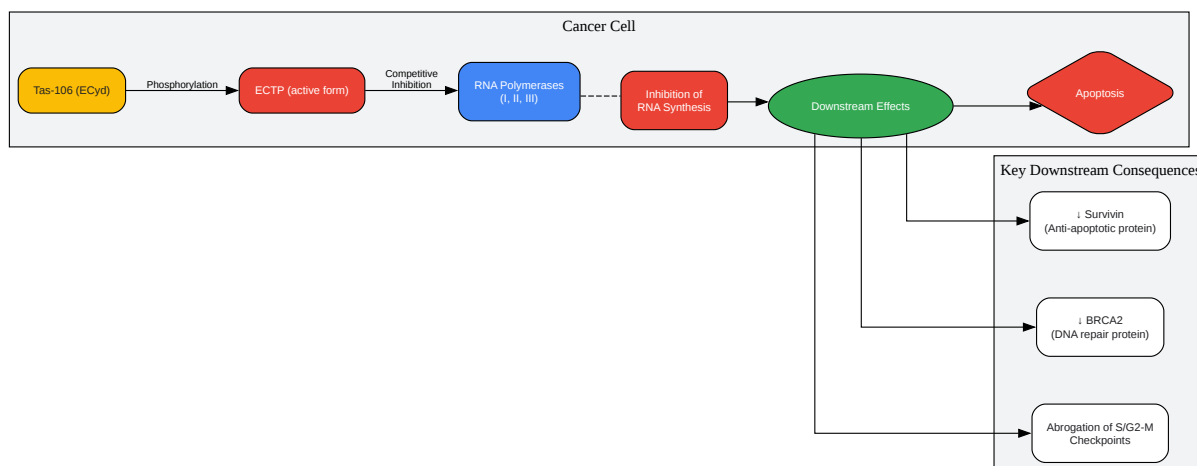 Cancer Cell
Tas-106 (ECyd)
Phosphorylation
ECTP (active form)
Competitive
Inhibition
RNA Polymerases
(I, II, III)
Inhibition of
RNA Synthesis
Downstream Effects
Apoptosis
Key Downstream Consequences
↓ Survivin
(Anti-apoptotic protein)
↓ BRCA2
(DNA repair protein)
Abrogation of S/G2-M
Checkpoints